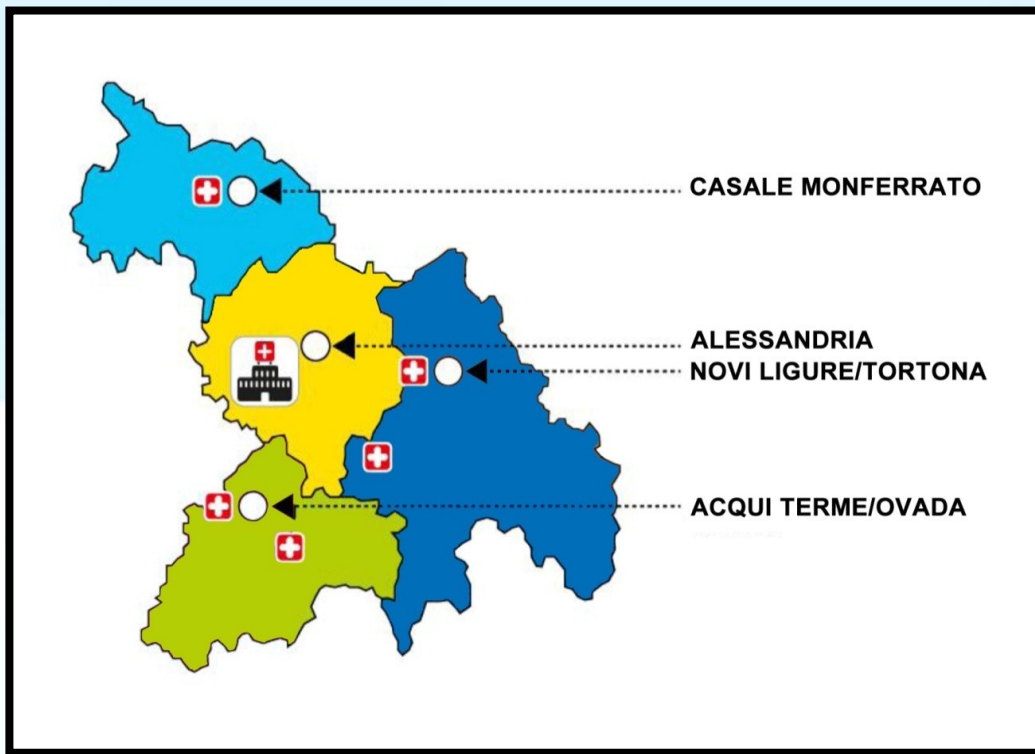 CASALE MONFERRATO
ALESSANDRIA
NOVI LIGURE/TORTONA
ACQUI TERME/OVADA